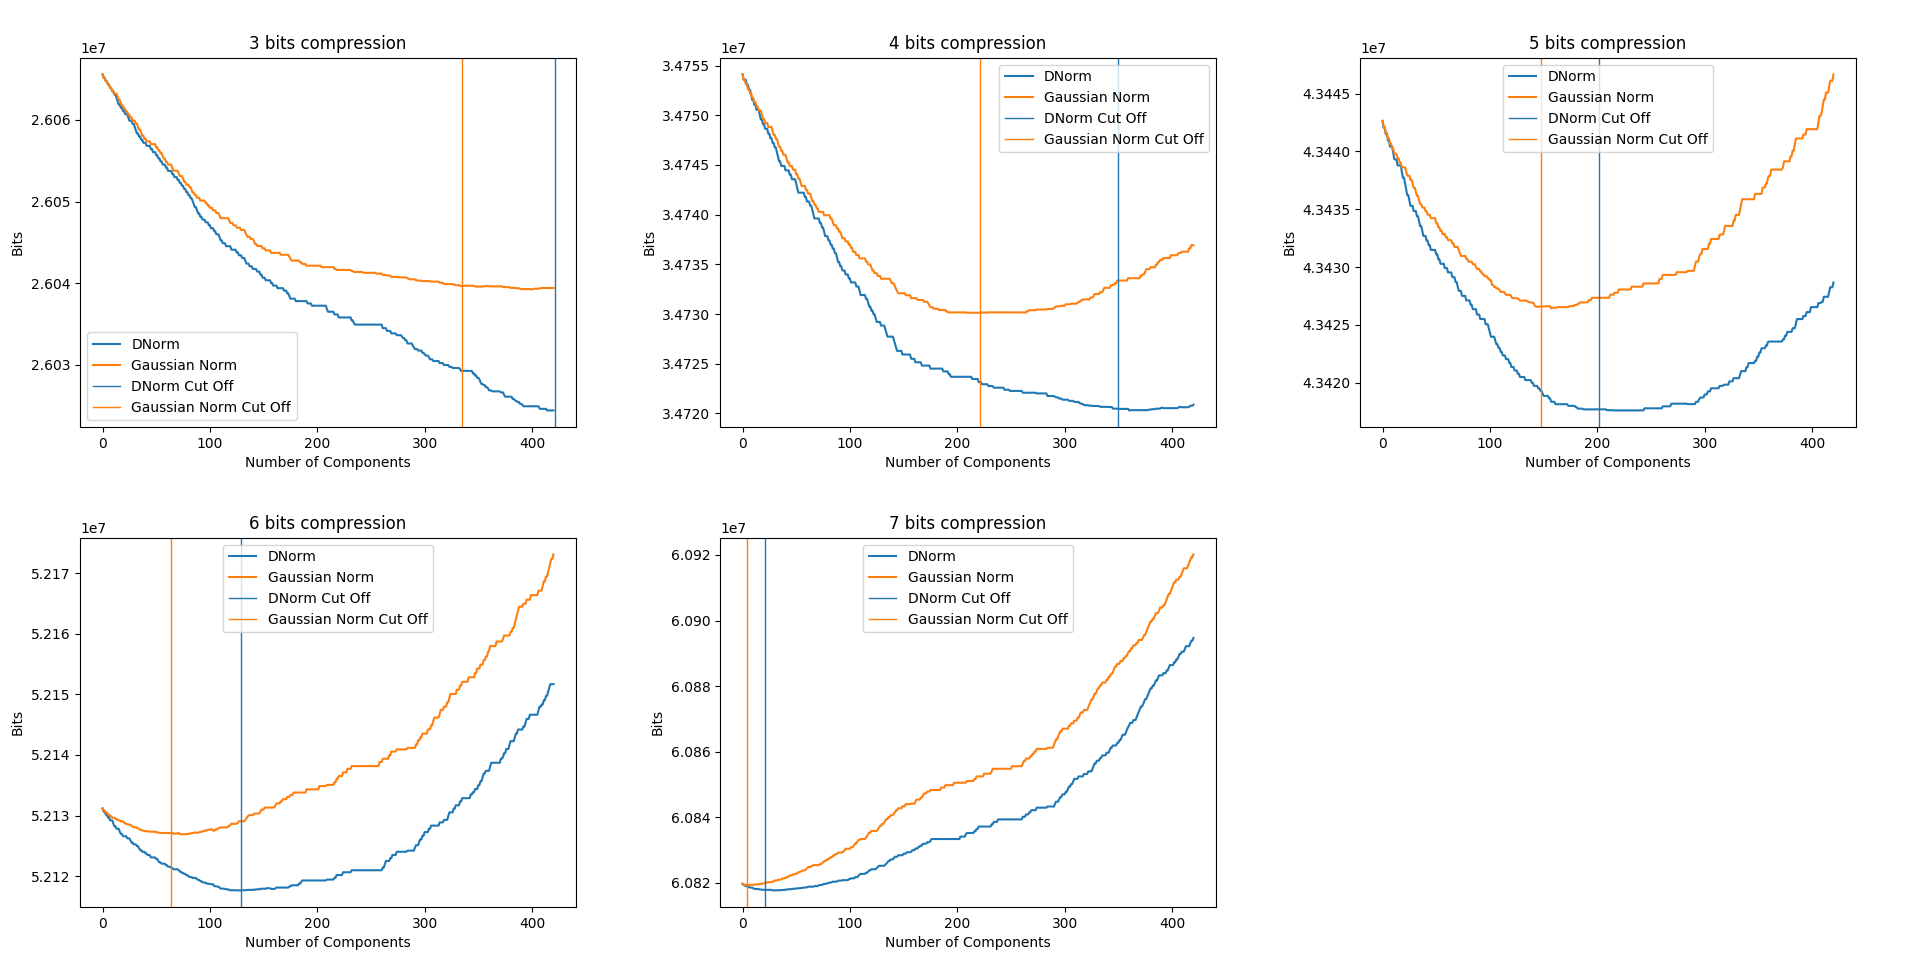 3 bits compression
1e7
2.606
2.605
2.604
2.603
Bits
DNorm
Gaussian Norm
DNorm Cut Off
Gaussian Norm Cut Off
0 100 200 300 400
Number of Components
4 bits compression
1e7
3.4755
3.4750
3.4745
3.4740
3.4735
3.4730
3.4725
3.4720
Bits
DNorm
Gaussian Norm
DNorm Cut Off
Gaussian Norm Cut Off
0 100 200 300 400
Number of Components
5 bits compression
1e7
4.3445
4.3440
4.3435
4.3430
4.3425
4.3420
Bits
DNorm
Gaussian Norm
DNorm Cut Off
Gaussian Norm Cut Off
0 100 200 300 400
Number of Components
6 bits compression
1e7
5.217
5.216
5.215
5.214
5.213
5.212
Bits
DNorm
Gaussian Norm
DNorm Cut Off
Gaussian Norm Cut Off
0 100 200 300 400
Number of Components
7 bits compression
1e7
6.092
6.090
6.088
6.086
6.084
6.082
Bits
DNorm
Gaussian Norm
DNorm Cut Off
Gaussian Norm Cut Off
0 100 200 300 400
Number of Components